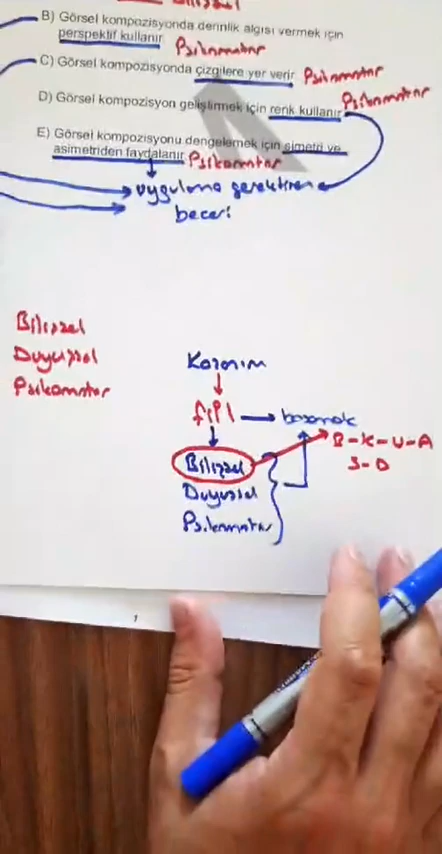 Bilişsel
B) Görsel kompozisyonda derinlik algısı vermek için
perspektif kullanır. Psikomotor
C) Görsel kompozisyonda çizgilere yer verir. Psikomotor
Psikomotor
D) Görsel kompozisyon geliştirmek için renk kullanır.
E) Görsel kompozisyonu dengelemek için simetri ve
asimetriden faydalanır. Psikomotor
uygulama gerektiren
beceri
Bilişsel
Duyuşsal
Psikomotor
Kazanım
fiil → basamak
Bilişsel B-K-U-A
S-D
Duyuşsal
Psikomotor
1